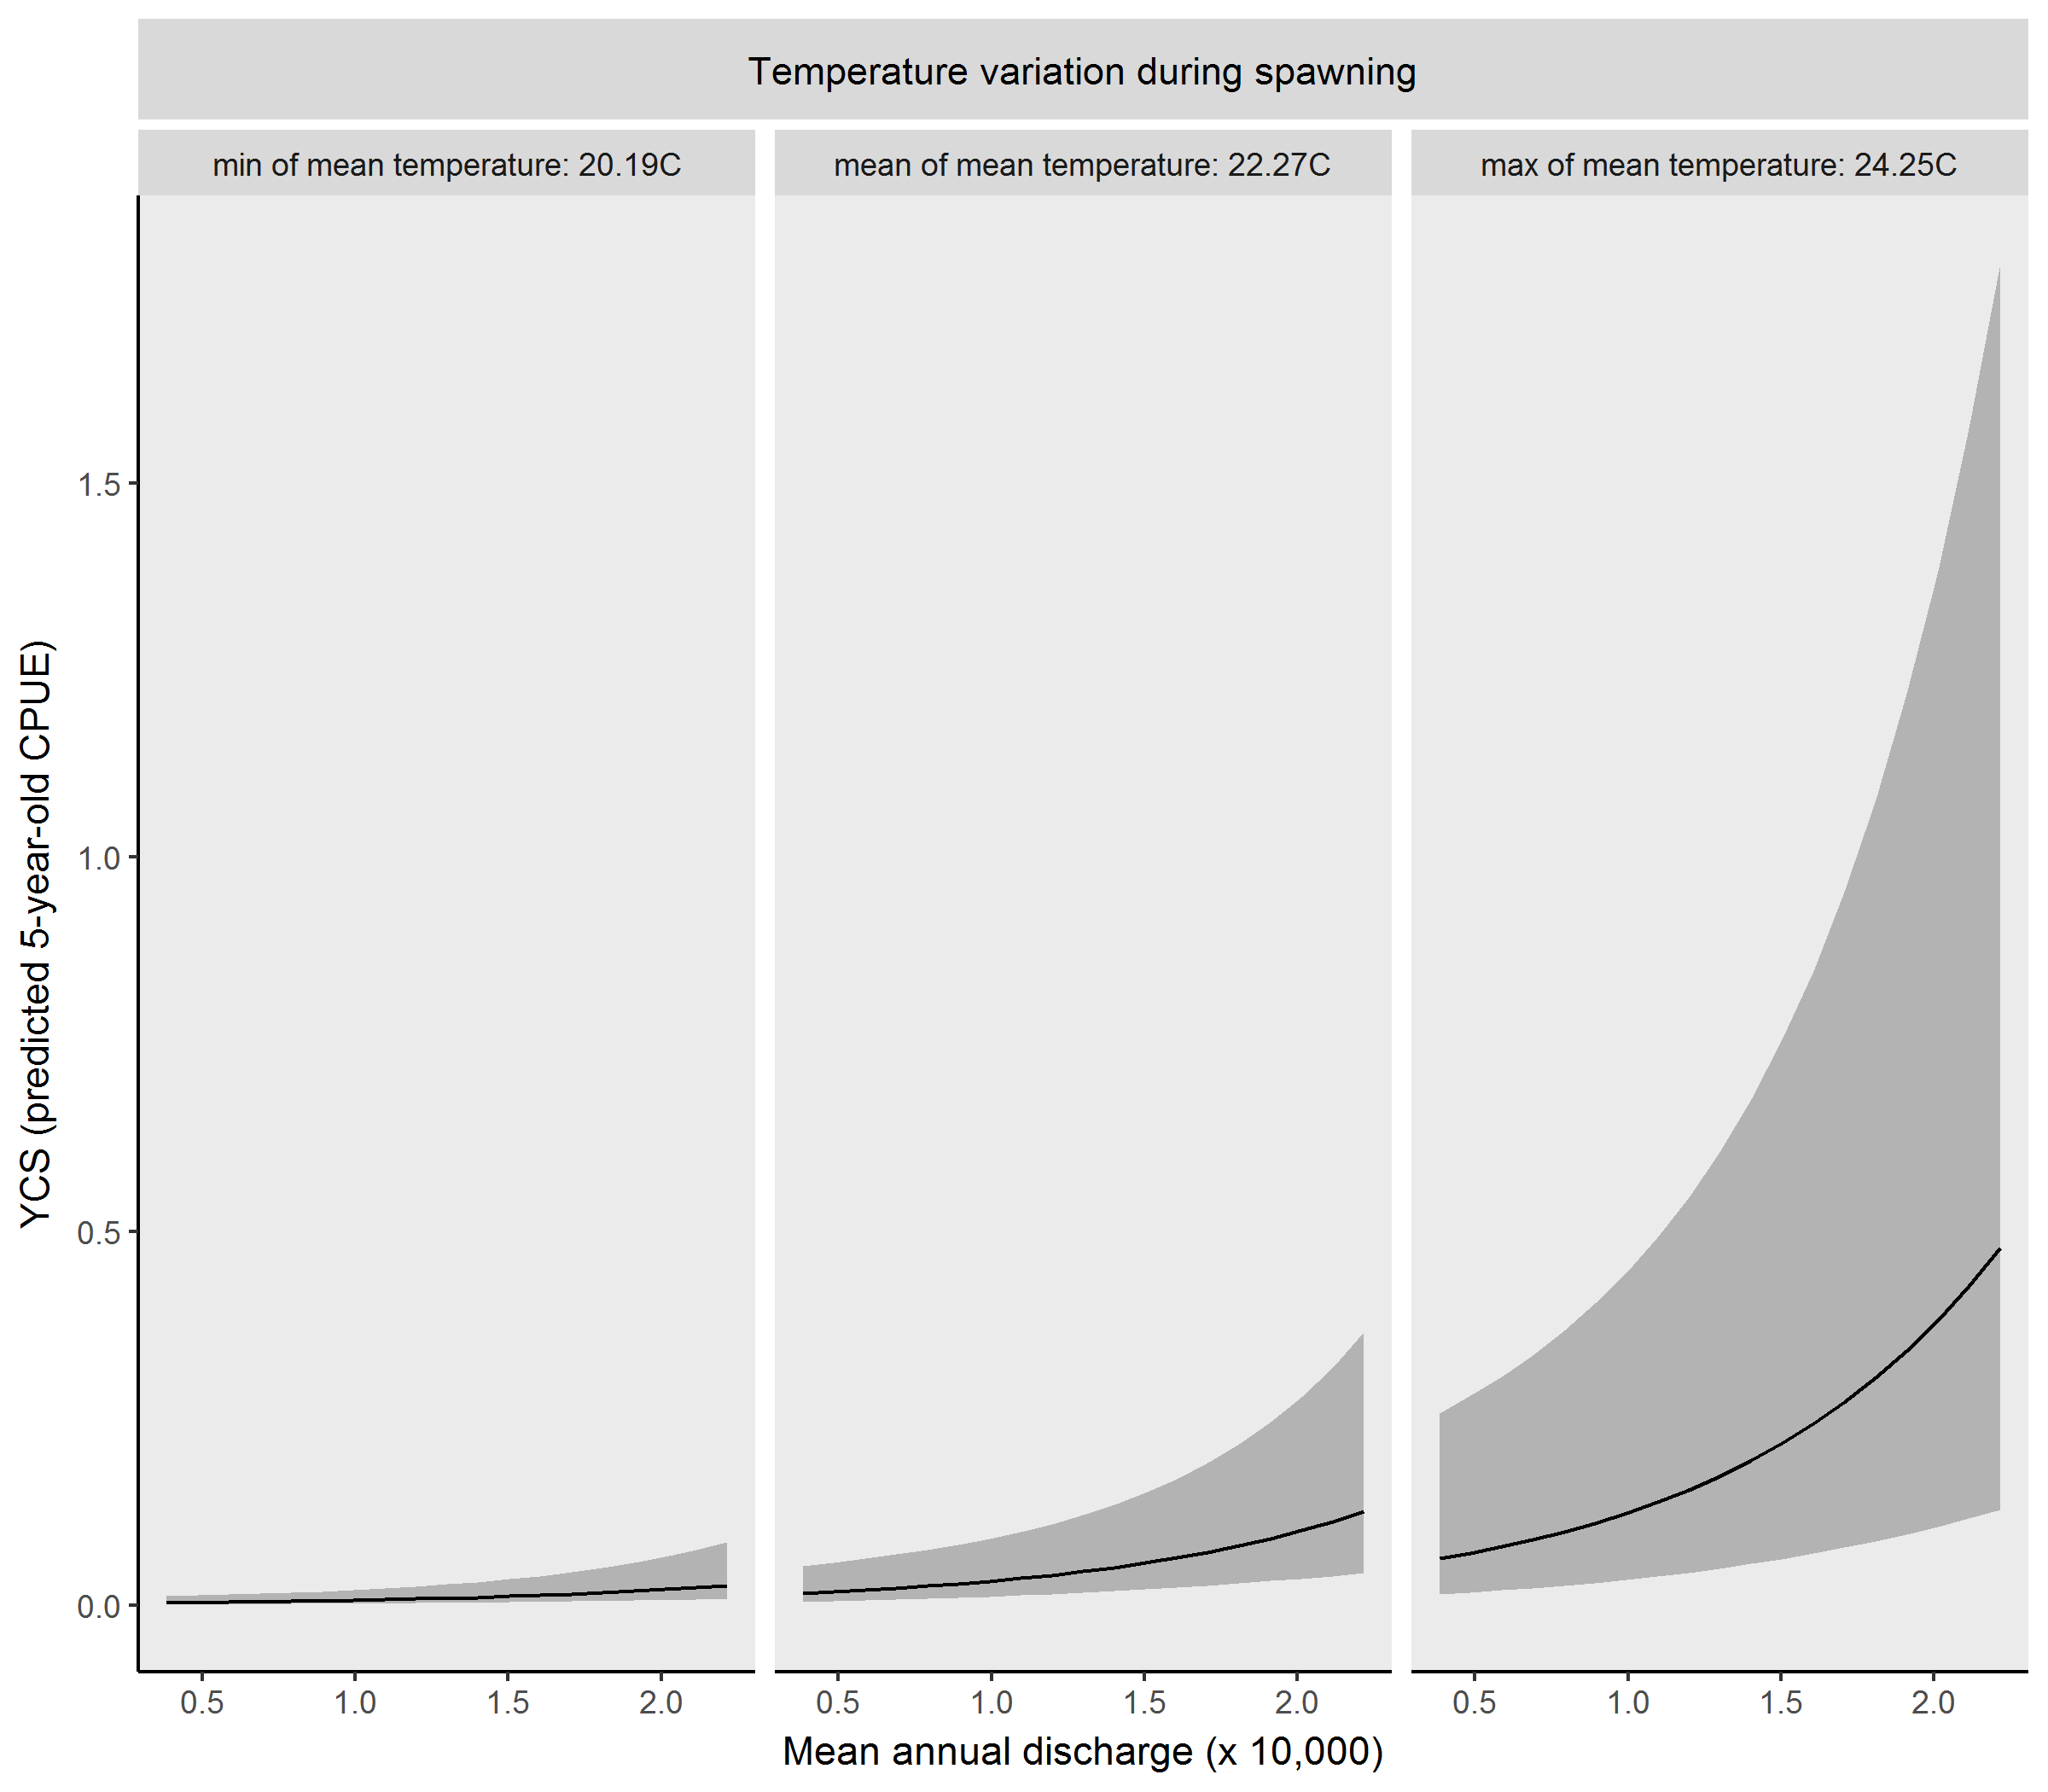 Temperature variation during spawning
min of mean temperature: 20.19C
mean of mean temperature: 22.27C
max of mean temperature: 24.25C
YCS (predicted 5-year-old CPUE)
1.5
1.0
0.5
0.0
0.5 1.0 1.5 2.0
0.5 1.0 1.5 2.0
0.5 1.0 1.5 2.0
Mean annual discharge (x 10,000)